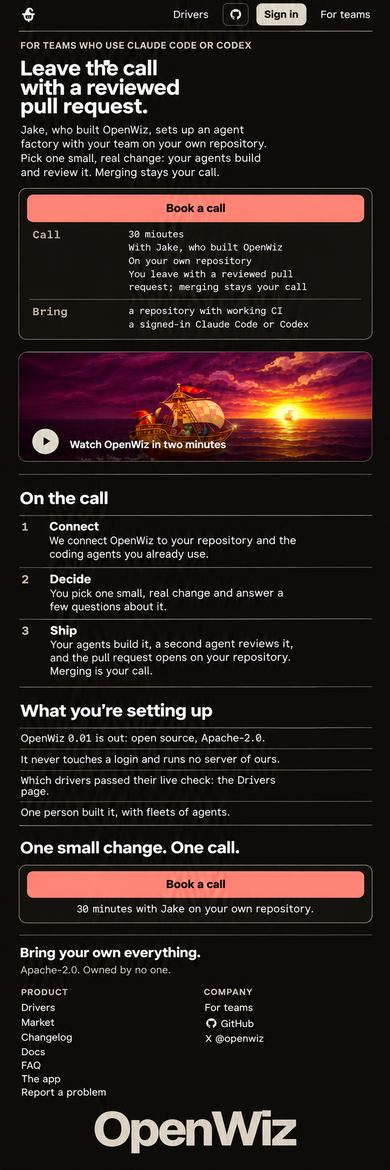 Drivers
Sign in
For teams
FOR TEAMS WHO USE CLAUDE CODE OR CODEX
Leave the call
with a reviewed
pull request.
Jake, who built OpenWiz, sets up an agent
factory with your team on your own repository.
Pick one small, real change: your agents build
and review it. Merging stays your call.
Book a call
Call
30 minutes
With Jake, who built OpenWiz
On your own repository
You leave with a reviewed pull
request; merging stays your call
Bring
a repository with working CI
a signed-in Claude Code or Codex
Watch OpenWiz in two minutes
On the call
1 Connect
We connect OpenWiz to your repository and the
coding agents you already use.
2 Decide
You pick one small, real change and answer a
few questions about it.
3 Ship
Your agents build it, a second agent reviews it,
and the pull request opens on your repository.
Merging is your call.
What you're setting up
OpenWiz 0.01 is out: open source, Apache-2.0.
It never touches a login and runs no server of ours.
Which drivers passed their live check: the Drivers
page.
One person built it, with fleets of agents.
One small change. One call.
Book a call
30 minutes with Jake on your own repository.
Bring your own everything.
Apache-2.0. Owned by no one.
PRODUCT
Drivers
Market
Changelog
Docs
FAQ
The app
Report a problem
COMPANY
For teams
GitHub
X @openwiz
OpenWiz